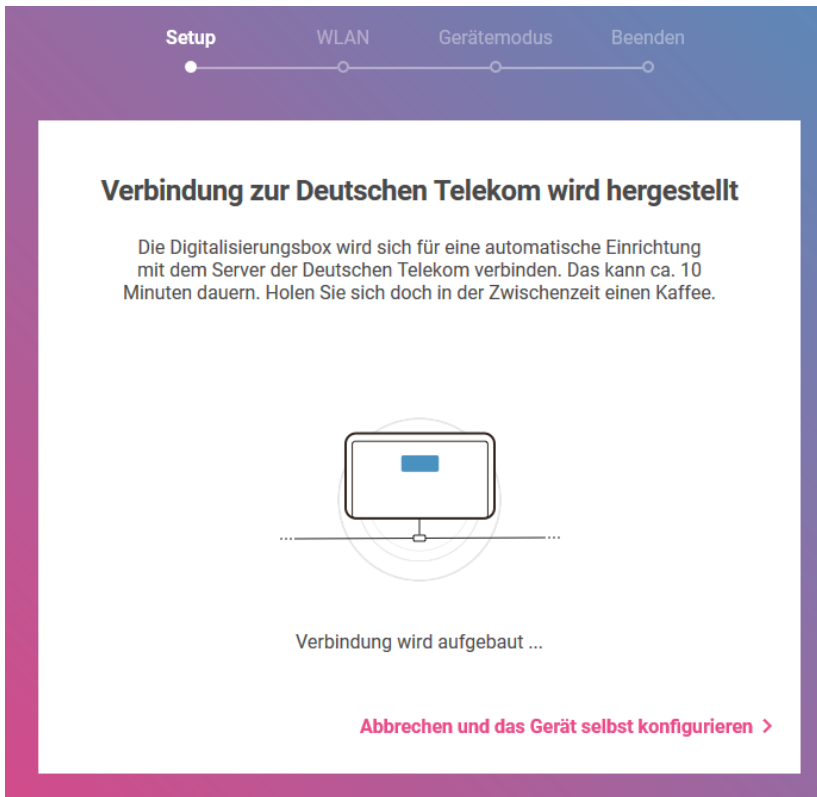 Setup WLAN Gerätemodus Beenden
Verbindung zur Deutschen Telekom wird hergestellt
Die Digitalisierungsbox wird sich für eine automatische Einrichtung
mit dem Server der Deutschen Telekom verbinden. Das kann ca. 10
Minuten dauern. Holen Sie sich doch in der Zwischenzeit einen Kaffee.
Verbindung wird aufgebaut ...
Abbrechen und das Gerät selbst konfigurieren